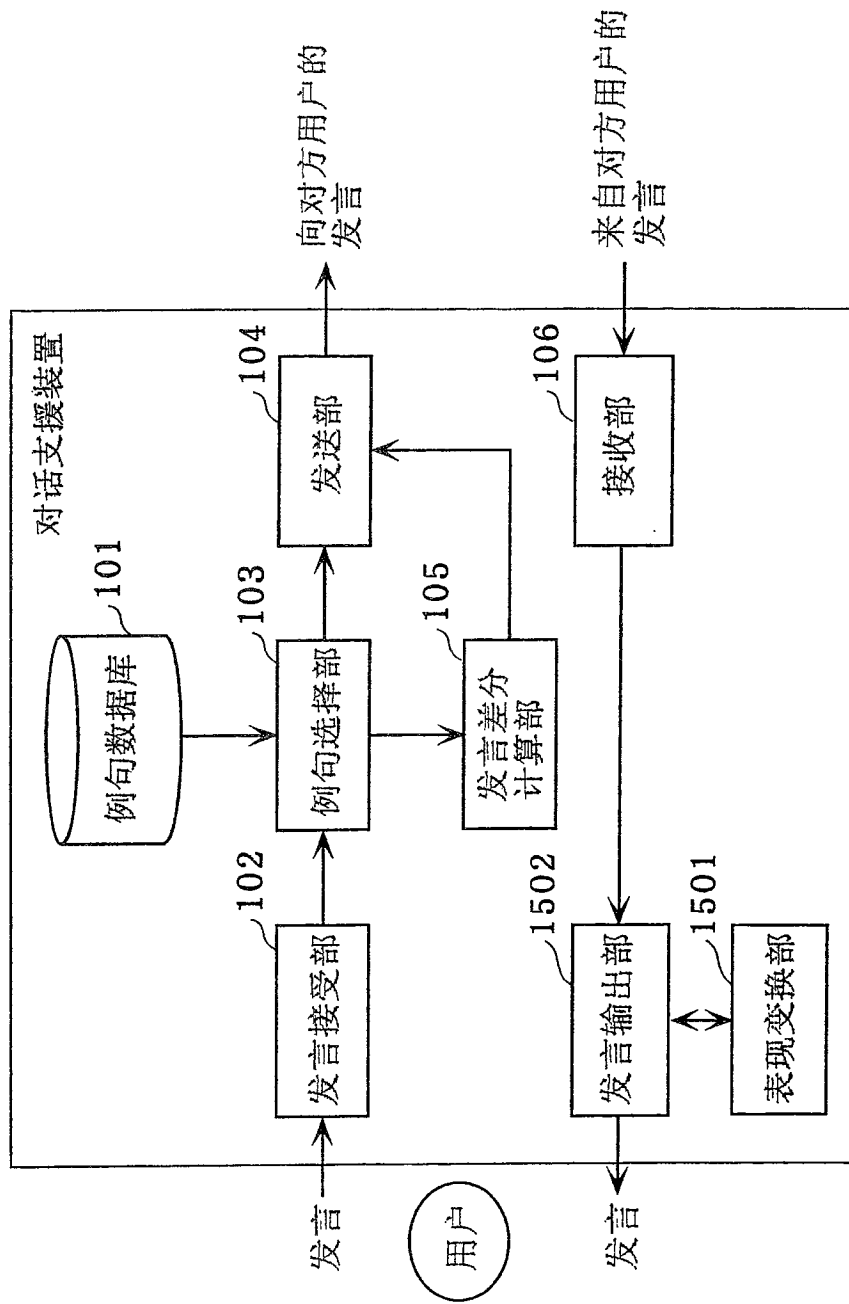 对话支援装置
例句数据库
101
发言
发言接受部
102
例句选择部
103
发送部
104
向对方用户的
发言
发言差分
计算部
105
用户
发言
发言输出部
1502
接收部
106
来自对方用户的
发言
表现变换部
1501